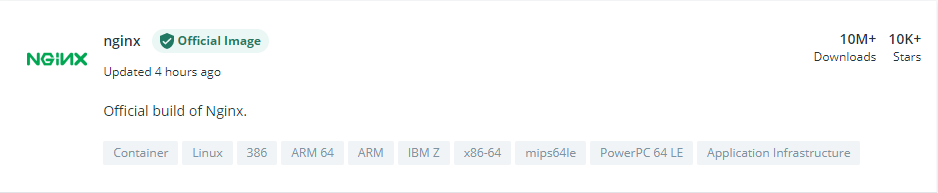 NGINX
nginx Official Image
10M+ 10K+
Downloads Stars
Updated 4 hours ago
Official build of Nginx.
Container Linux 386 ARM 64 ARM IBM Z x86-64 mips64le PowerPC 64 LE Application Infrastructure